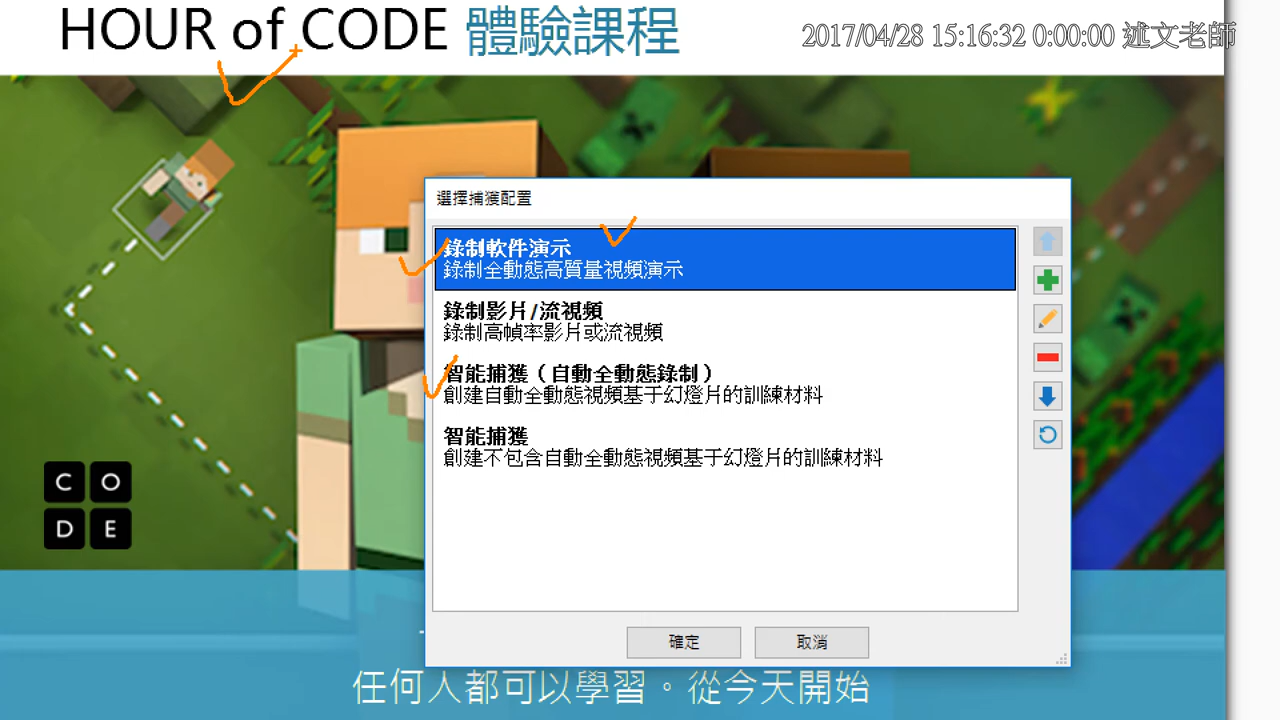 HOUR of CODE 體驗課程
2017/04/28 15:16:32 0:00:00 述文老師
選擇捕獲配置
錄制軟件演示
錄制全動態高質量視頻演示
錄制影片/流視頻
錄制高幀率影片或流視頻
智能捕獲（自動全動態錄制）
創建自動全動態視頻基于幻燈片的訓練材料
智能捕獲
創建不包含自動全動態視頻基于幻燈片的訓練材料
C O
D E
確定 取消
任何人都可以學習。從今天開始